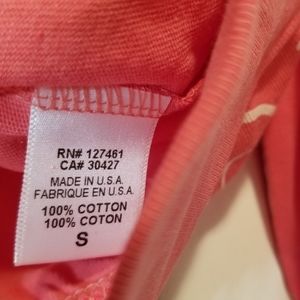 RN# 127461
CA# 30427
MADE IN U.S.A.
FABRIQUE EN U.S.A.
100% COTTON
100% COTON
S